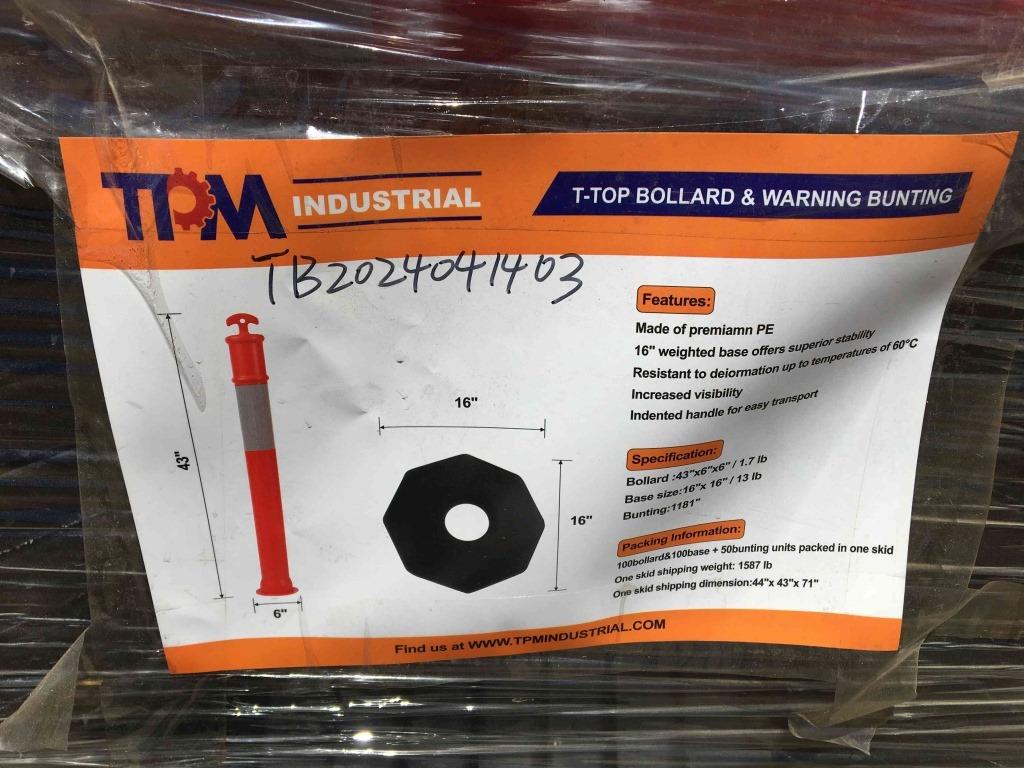 TPM INDUSTRIAL
T-TOP BOLLARD & WARNING BUNTING
TB2024041403
Features:
Made of premiamn PE
16" weighted base offers superior stability
Resistant to deiormation up to temperatures of 60°C
Increased visibility
Indented handle for easy transport
43"
6"
16"
16"
Specification:
Bollard :43"x6"x6" / 1.7 lb
Base size:16"x 16" / 13 lb
Bunting:1181"
Packing Information:
100bollard&100base + 50bunting units packed in one skid
One skid shipping weight: 1587 lb
One skid shipping dimension:44"x 43"x 71"
Find us at WWW.TPMINDUSTRIAL.COM